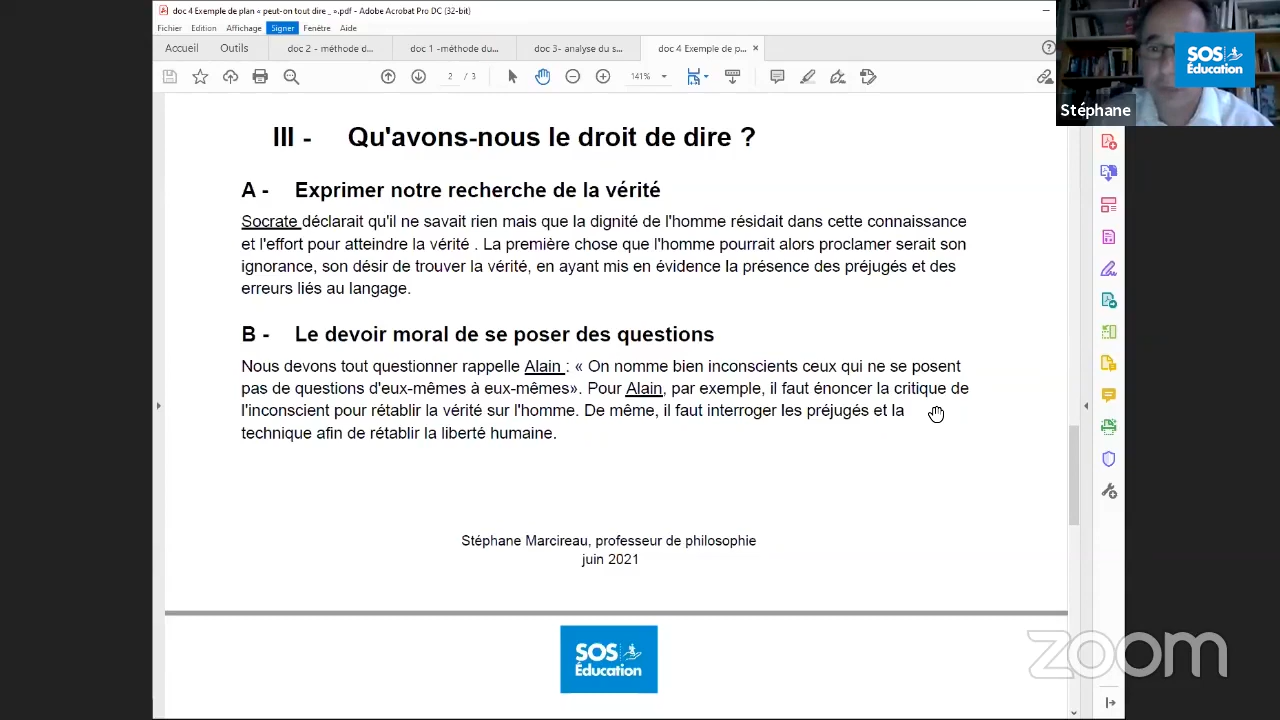 doc 4 Exemple de plan « peut-on tout dire _ ».pdf - Adobe Acrobat Pro DC (32-bit)
Fichier Edition Affichage Signer Fenêtre Aide
Accueil Outils doc 2 - méthode d... doc 1 -méthode du... doc 3- analyse du s... doc 4 Exemple de p... ×
2 / 3 141%
SOS
Éducation
Stéphane
III - Qu'avons-nous le droit de dire ?
A - Exprimer notre recherche de la vérité
Socrate déclarait qu'il ne savait rien mais que la dignité de l'homme résidait dans cette connaissance
et l'effort pour atteindre la vérité . La première chose que l'homme pourrait alors proclamer serait son
ignorance, son désir de trouver la vérité, en ayant mis en évidence la présence des préjugés et des
erreurs liés au langage.
B - Le devoir moral de se poser des questions
Nous devons tout questionner rappelle Alain : « On nomme bien inconscients ceux qui ne se posent
pas de questions d'eux-mêmes à eux-mêmes». Pour Alain, par exemple, il faut énoncer la critique de
l'inconscient pour rétablir la vérité sur l'homme. De même, il faut interroger les préjugés et la
technique afin de rétablir la liberté humaine.
Stéphane Marcireau, professeur de philosophie
juin 2021
SOS
Éducation
zoom